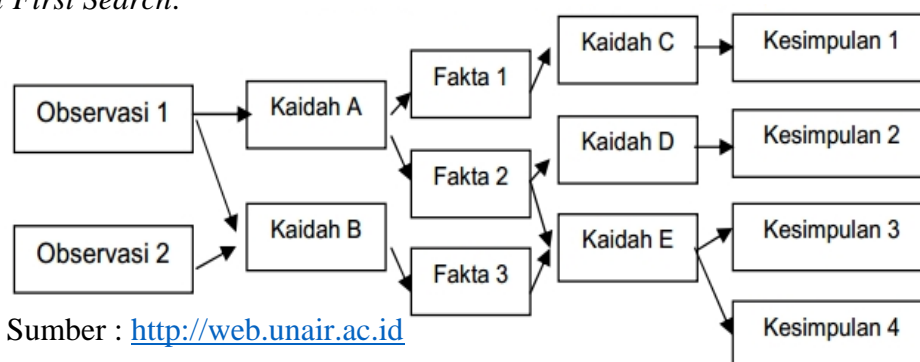 First Search.
Observasi 1
Observasi 2
Kaidah A
Kaidah B
Fakta 1
Fakta 2
Fakta 3
Kaidah C
Kaidah D
Kaidah E
Kesimpulan 1
Kesimpulan 2
Kesimpulan 3
Kesimpulan 4
Sumber : http://web.unair.ac.id